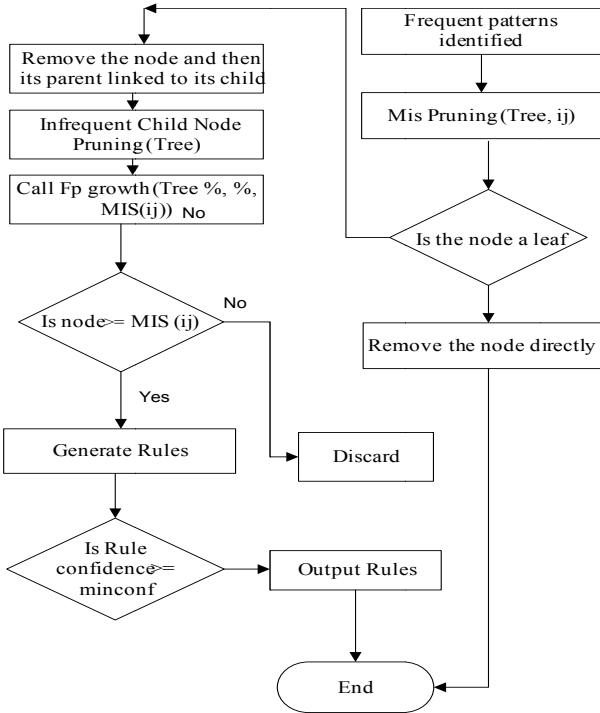 Frequent patterns
identified
Mis Pruning (Tree, ij)
Is the node a leaf
Remove the node directly
Remove the node and then
its parent linked to its child
Infrequent Child Node
Pruning (Tree)
Call Fp growth (Tree %, %,
MIS(ij))
No
Is node>= MIS (ij)
No
Yes
Generate Rules
Discard
Is Rule
confidence>=
minconf
Output Rules
End